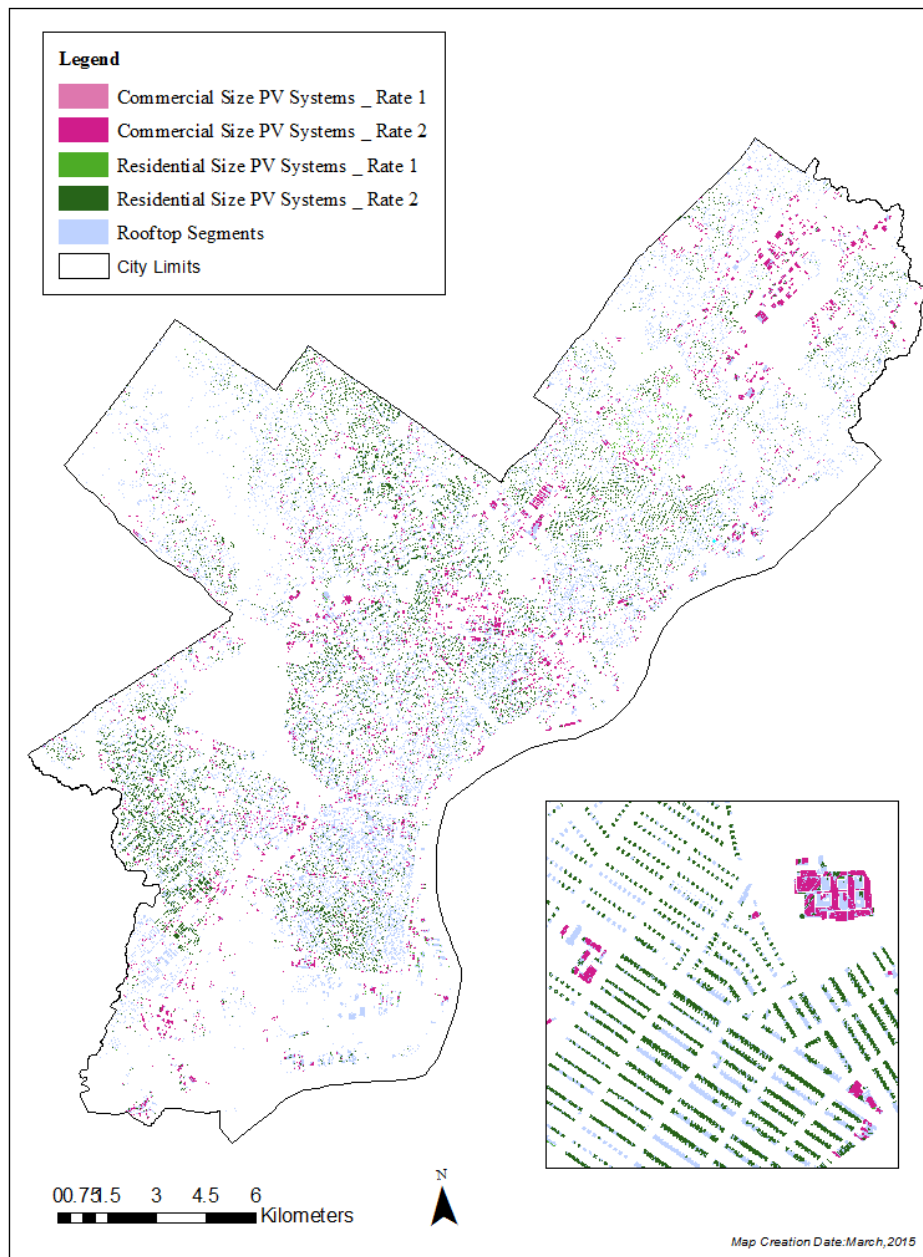 Legend
Commercial Size PV Systems _ Rate 1
Commercial Size PV Systems _ Rate 2
Residential Size PV Systems _ Rate 1
Residential Size PV Systems _ Rate 2
Rooftop Segments
City Limits
N
00.751.5 3 4.5 6
Kilometers
Map Creation Date:March,2015